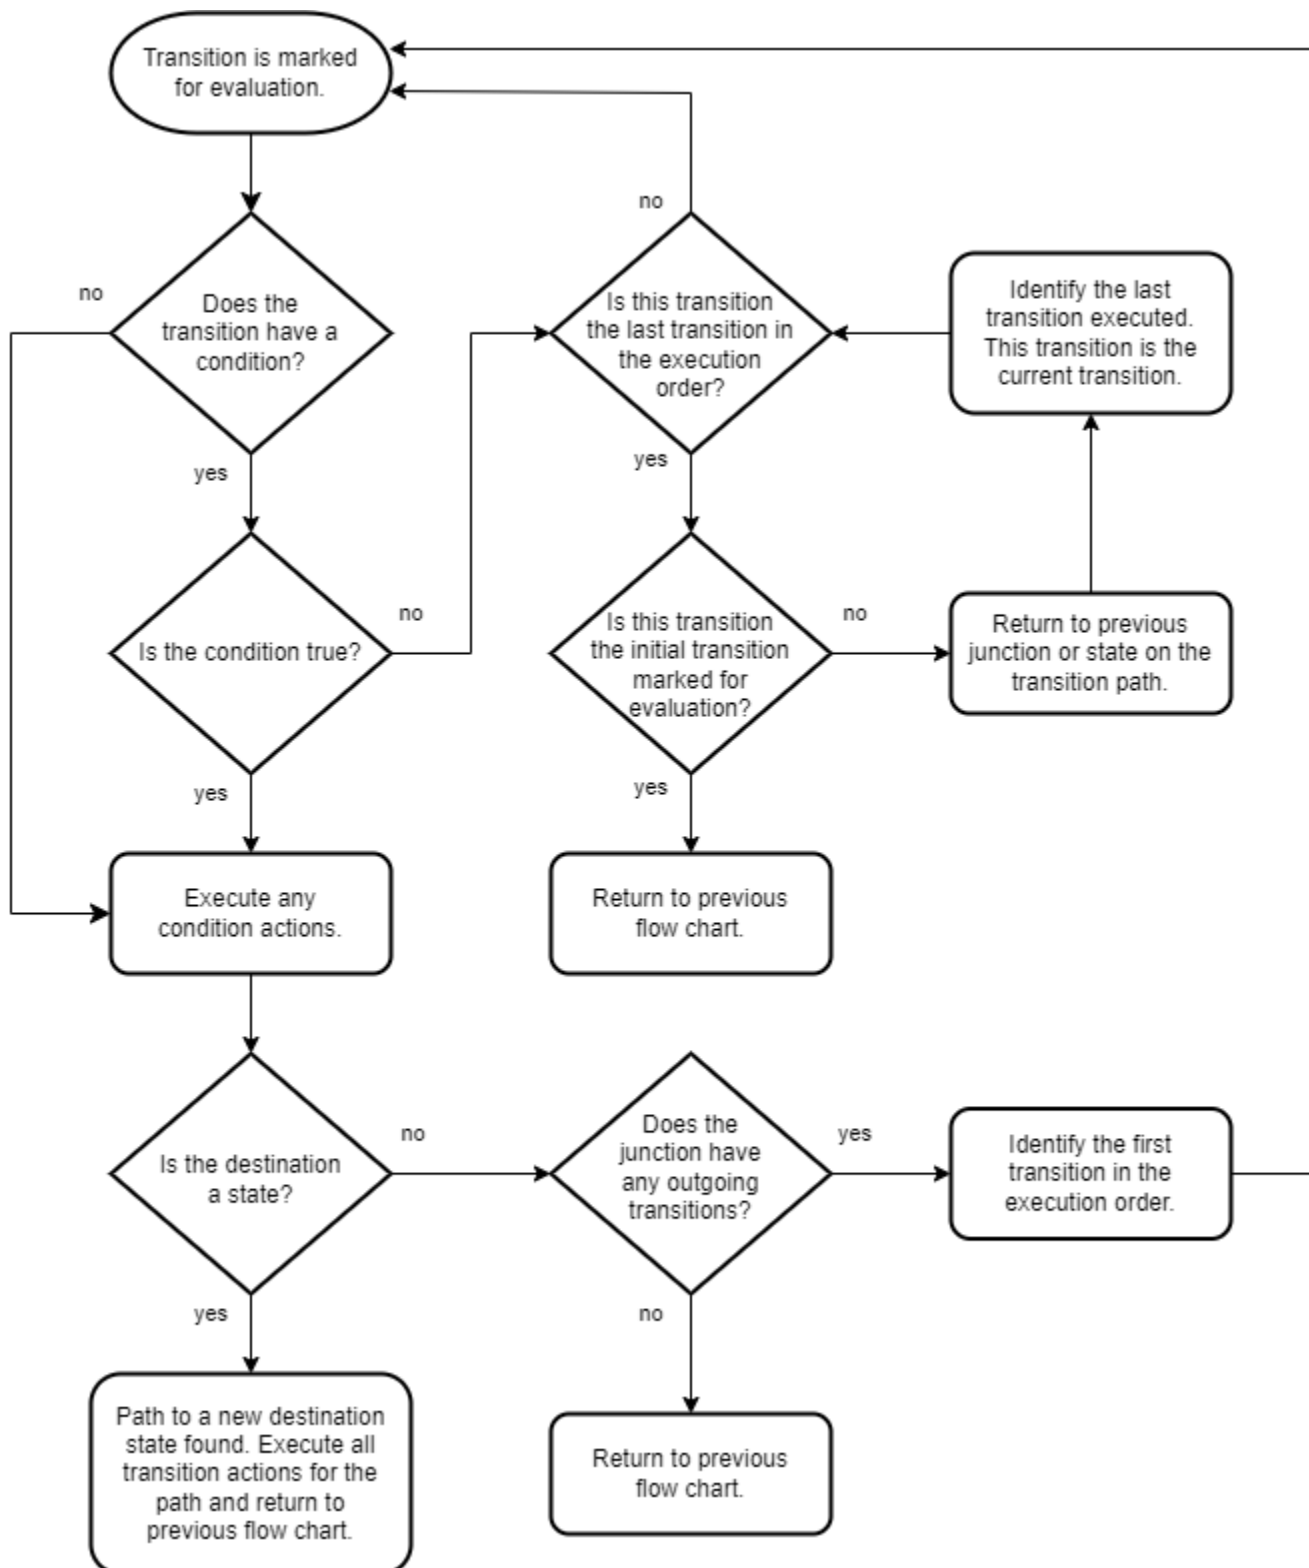 Transition is marked
for evaluation.
no
no
Does the
transition have a
condition?
Is this transition
the last transition in
the execution
order?
Identify the last
transition executed.
This transition is the
current transition.
yes
yes
Is the condition true?
no
Is this transition
the initial transition
marked for
evaluation?
no
Return to previous
junction or state on the
transition path.
yes
yes
Execute any
condition actions.
Return to previous
flow chart.
Is the destination
a state?
no
Does the
junction have
any outgoing
transitions?
yes
Identify the first
transition in the
execution order.
yes
no
Path to a new destination
state found. Execute all
transition actions for the
path and return to
previous flow chart.
Return to previous
flow chart.